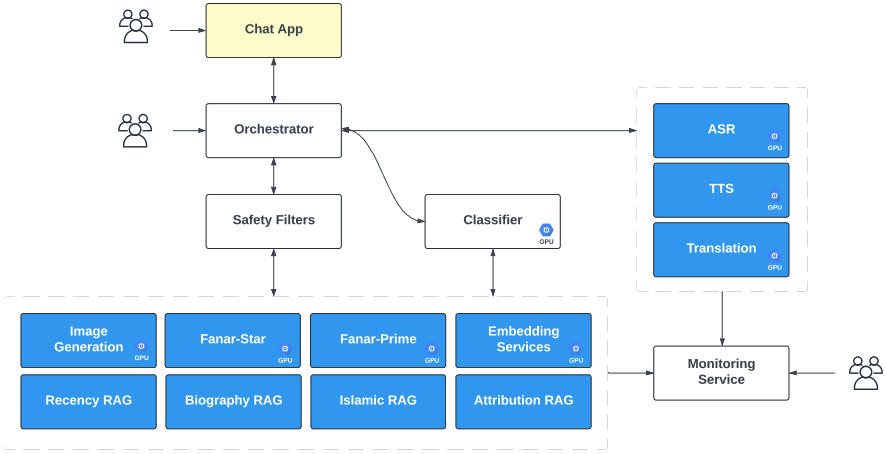 Chat App
Orchestrator
ASR
GPU
TTS
GPU
Safety Filters
Classifier
GPU
Translation
GPU
Image
Generation
GPU
Fanar-Star
GPU
Fanar-Prime
GPU
Embedding
Services
GPU
Monitoring
Service
Recency RAG
Biography RAG
Islamic RAG
Attribution RAG